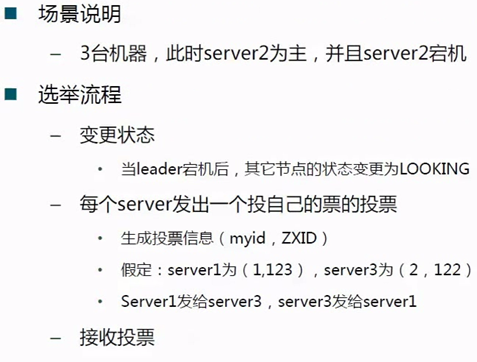 ■ 场景说明
– 3台机器，此时server2为主，并且server2宕机
■ 选举流程
– 变更状态
• 当leader宕机后，其它节点的状态变更为LOOKING
– 每个server发出一个投自己的票的投票
• 生成投票信息（myid，ZXID）
• 假定：server1为（1,123），server3为（2，122）
• Server1发给server3，server3发给server1
– 接收投票